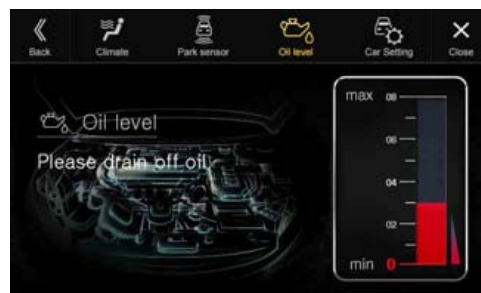 Back
Climate
Park sensor
Oil level
Car Setting
Close
Oil level
Please drain off oil.
max 08
06
04
02
min 0